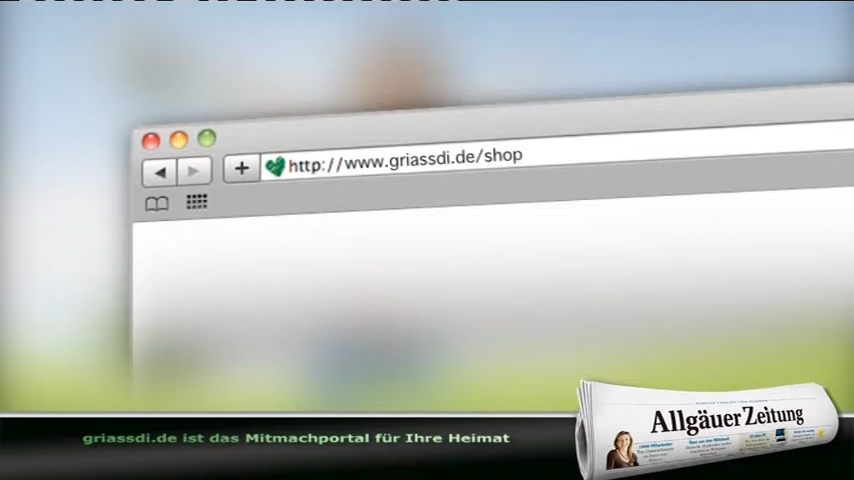 http://www.griassdi.de/shop
griassdi.de ist das Mitmachportal für Ihre Heimat
Allgäuer Zeitung